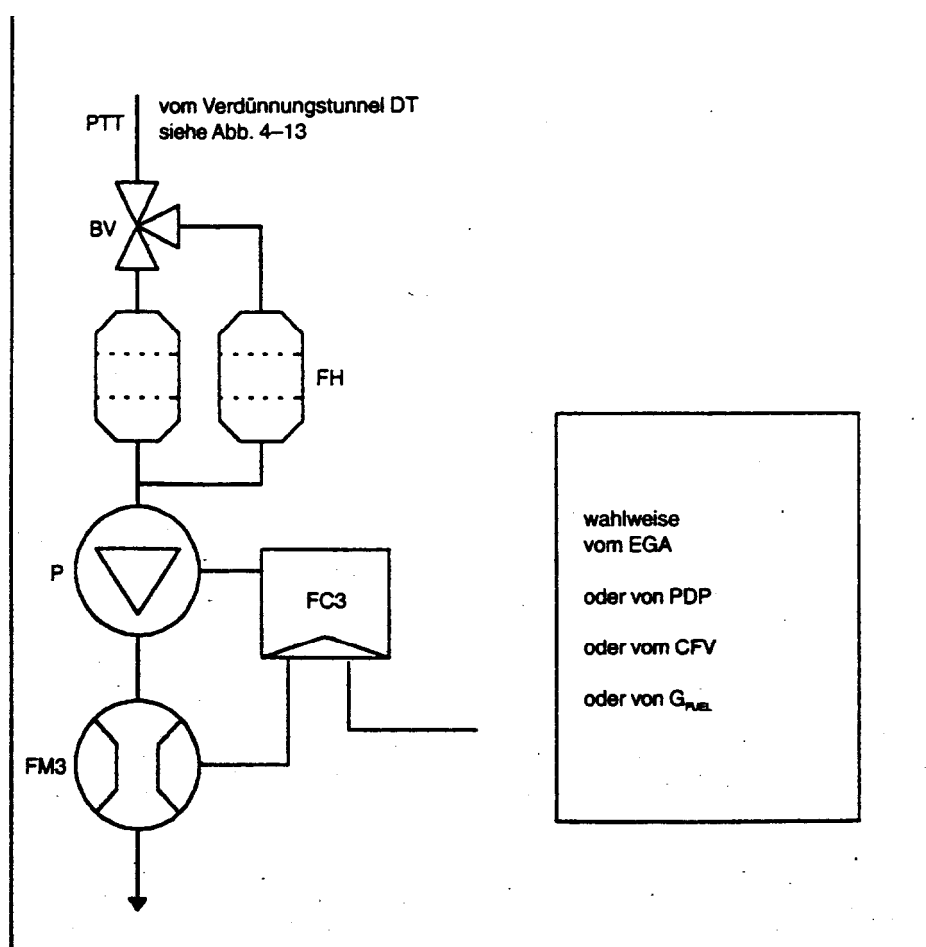 vom Verdünnungstunnel DT
siehe Abb. 4–13
PTT
BV
FH
P
FC3
FM3
wahlweise
vom EGA
oder von PDP
oder vom CFV
oder von G_FUEL